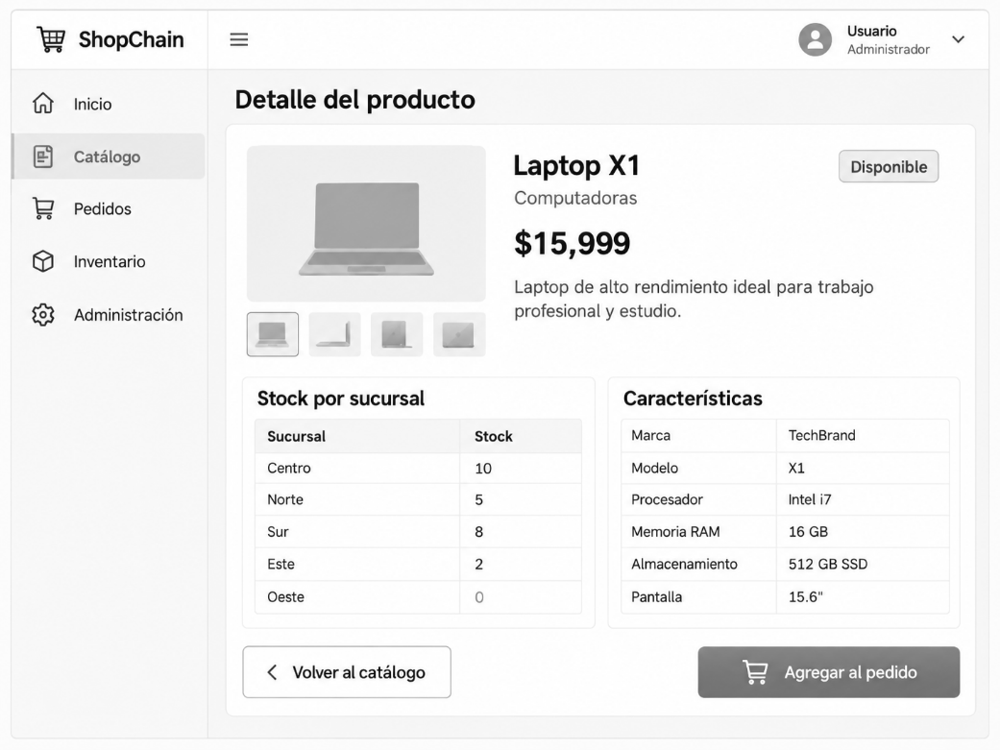 ShopChain
Usuario
Administrador
Inicio
Catálogo
Pedidos
Inventario
Administración
Detalle del producto
Laptop X1
Disponible
Computadoras
$15,999
Laptop de alto rendimiento ideal para trabajo
profesional y estudio.
Stock por sucursal
Sucursal Stock
Centro 10
Norte 5
Sur 8
Este 2
Oeste 0
Características
Marca TechBrand
Modelo X1
Procesador Intel i7
Memoria RAM 16 GB
Almacenamiento 512 GB SSD
Pantalla 15.6"
Volver al catálogo
Agregar al pedido